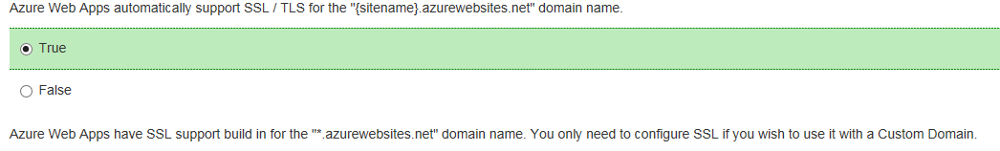 Azure Web Apps automatically support SSL / TLS for the "{sitename}.azurewebsites.net" domain name.
True
False
Azure Web Apps have SSL support build in for the "*.azurewebsites.net" domain name. You only need to configure SSL if you wish to use it with a Custom Domain.